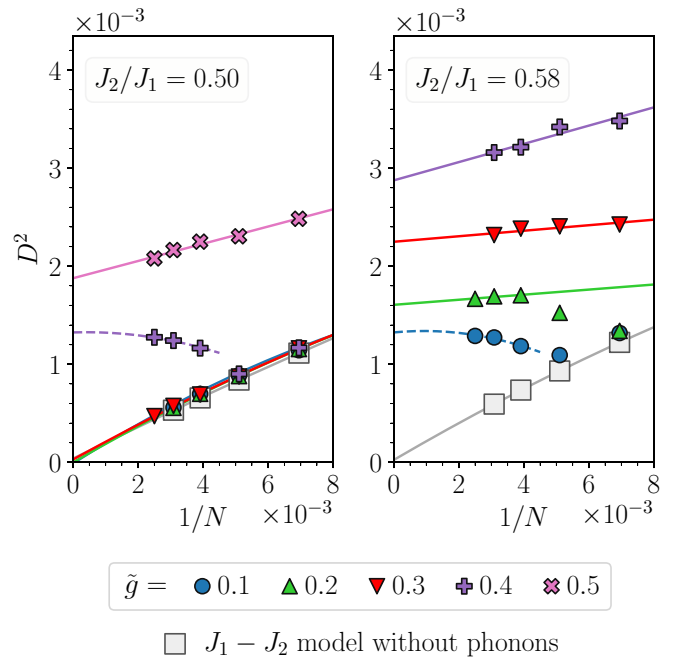 ×10⁻³ ×10⁻³
J₂/J₁ = 0.50 J₂/J₁ = 0.58
4 4
3 3
D²
2 2
1 1
0 0
0 2 4 6 8 0 2 4 6 8
1/N ×10⁻³ 1/N ×10⁻³
g̃ = 0.1 0.2 0.3 0.4 0.5
J₁ − J₂ model without phonons